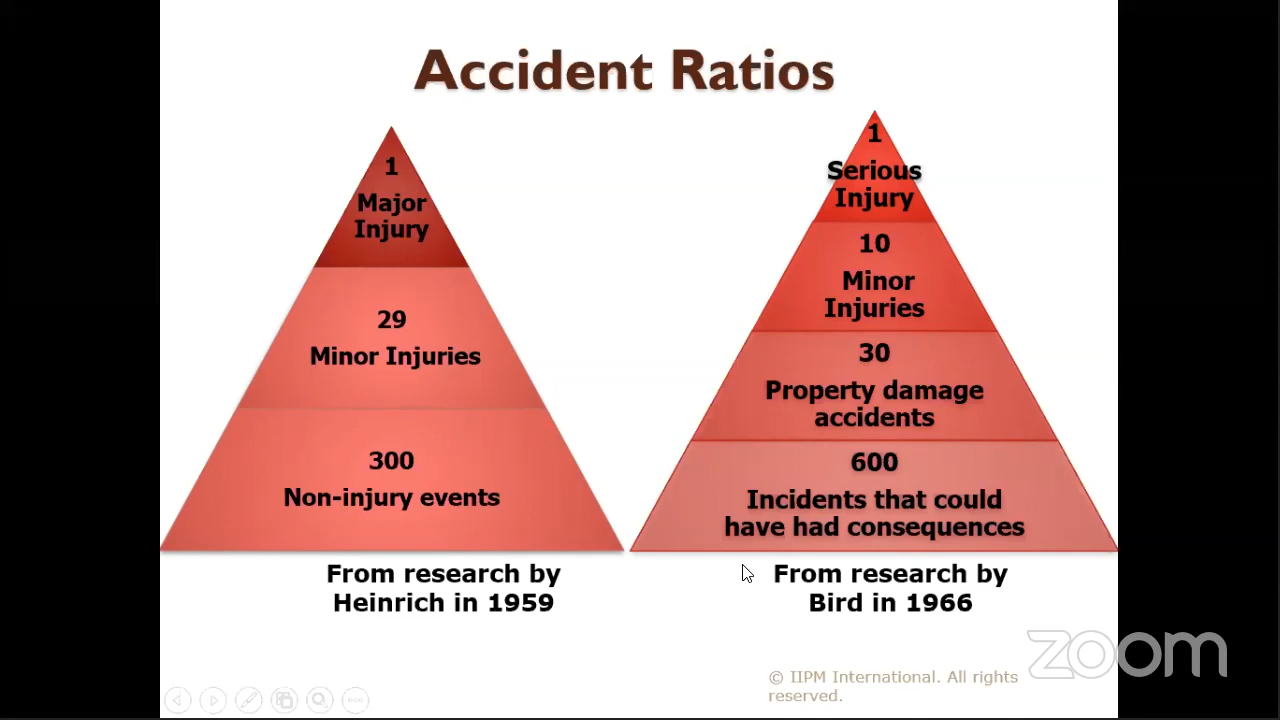 Accident Ratios
1
Major
Injury
29
Minor Injuries
300
Non-injury events
From research by
Heinrich in 1959
1
Serious
Injury
10
Minor
Injuries
30
Property damage
accidents
600
Incidents that could
have had consequences
From research by
Bird in 1966
zoom
© IIPM International. All rights
reserved.